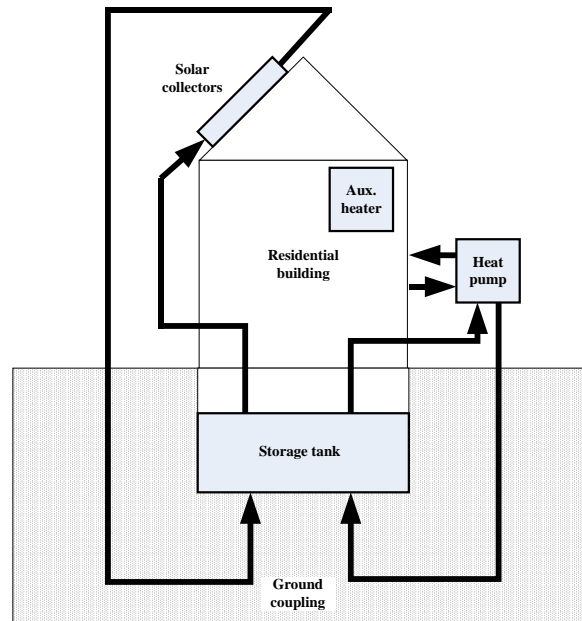 Solar
collectors
Aux.
heater
Residential
building
Heat
pump
Storage tank
Ground
coupling